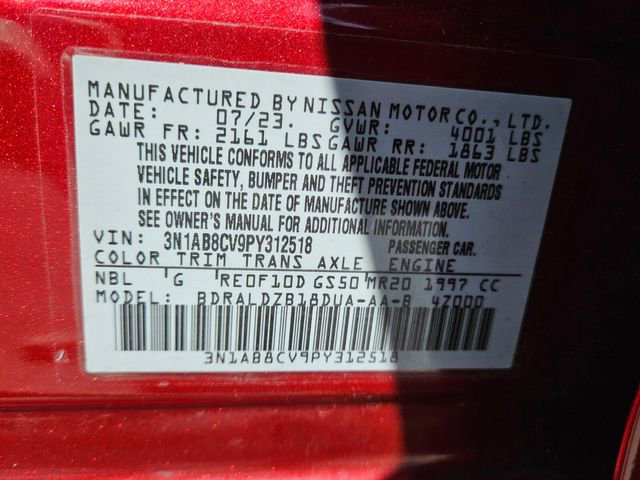 MANUFACTURED BY NISSAN MOTOR CO., LTD.
DATE: 07/23. GVWR: 4001 LBS
GAWR FR: 2161 LBS GAWR RR: 1863 LBS
THIS VEHICLE CONFORMS TO ALL APPLICABLE FEDERAL MOTOR
VEHICLE SAFETY, BUMPER AND THEFT PREVENTION STANDARDS
IN EFFECT ON THE DATE OF MANUFACTURE SHOWN ABOVE.
SEE OWNER'S MANUAL FOR ADDITIONAL INFORMATION.
VIN: 3N1AB8CV9PY312518 PASSENGER CAR.
COLOR TRIM TRANS AXLE ENGINE
NBL G RE0F10D GS50 MR20 1997 CC
MODEL: BDRALDZB18DUA-AA-B 4Z000
3N1AB8CV9PY312518